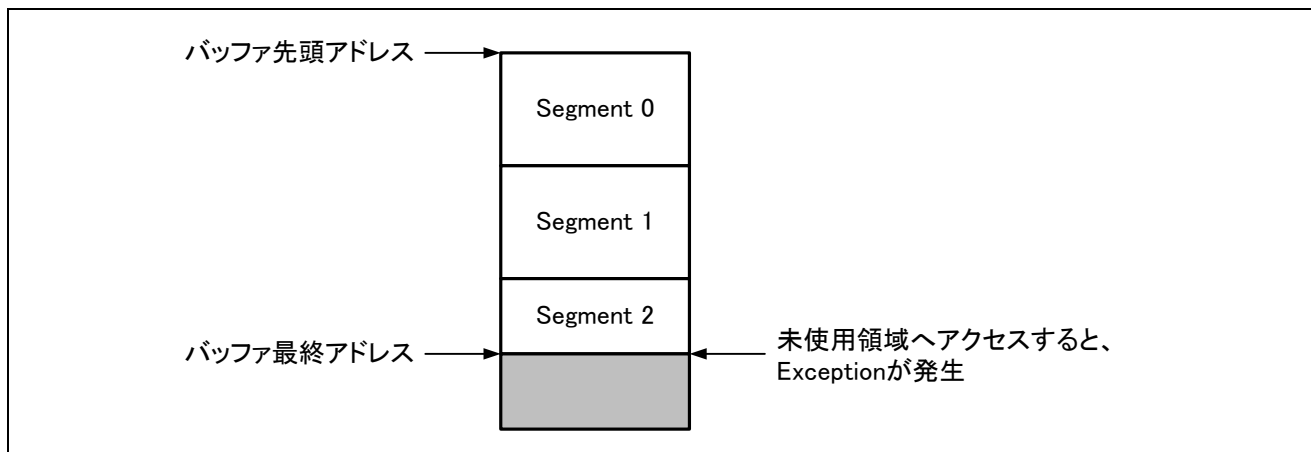 バッファ先頭アドレス
Segment 0
Segment 1
Segment 2
バッファ最終アドレス
未使用領域へアクセスすると、
Exceptionが発生